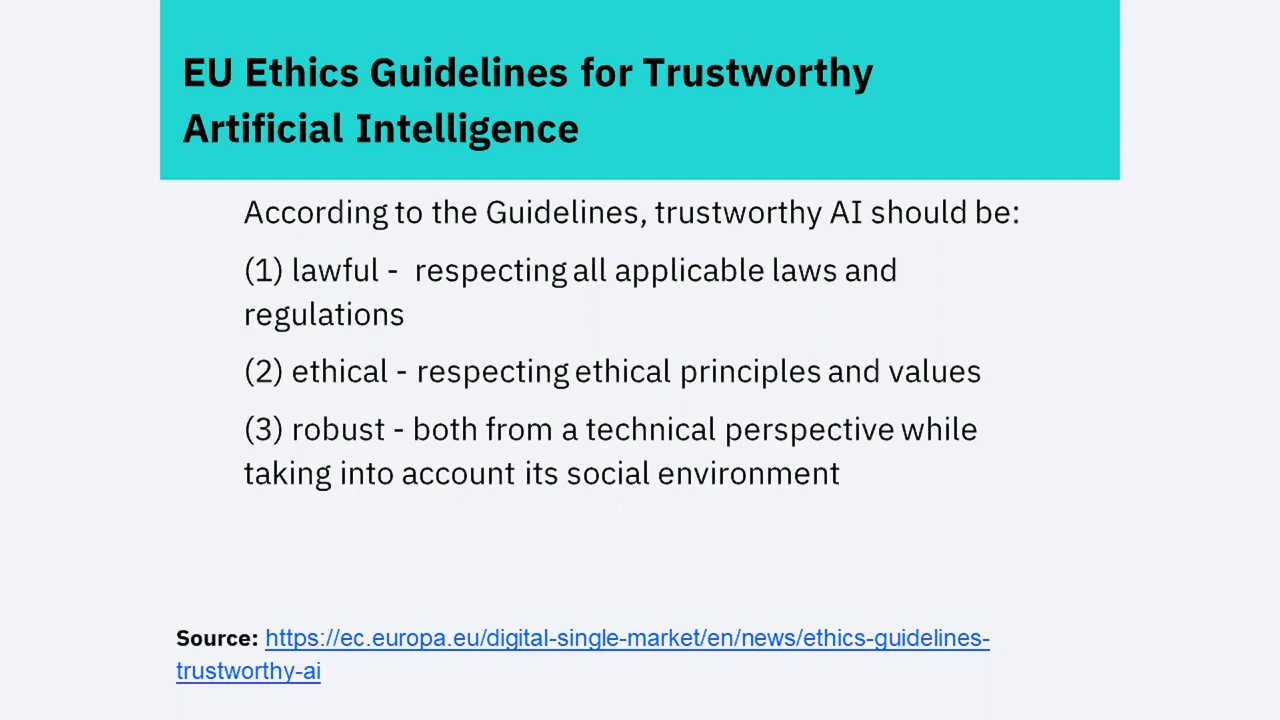 EU Ethics Guidelines for Trustworthy
Artificial Intelligence
According to the Guidelines, trustworthy AI should be:
(1) lawful -  respecting all applicable laws and
regulations
(2) ethical - respecting ethical principles and values
(3) robust - both from a technical perspective while
taking into account its social environment
Source: https://ec.europa.eu/digital-single-market/en/news/ethics-guidelines-
trustworthy-ai